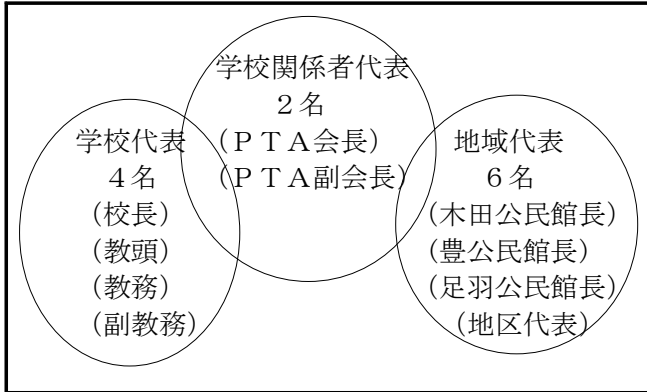 学校関係者代表
２名
（ＰＴＡ会長）
（ＰＴＡ副会長）
学校代表
４名
（校長）
（教頭）
（教務）
（副教務）
地域代表
６名
（木田公民館長）
（豊公民館長）
（足羽公民館長）
（地区代表）